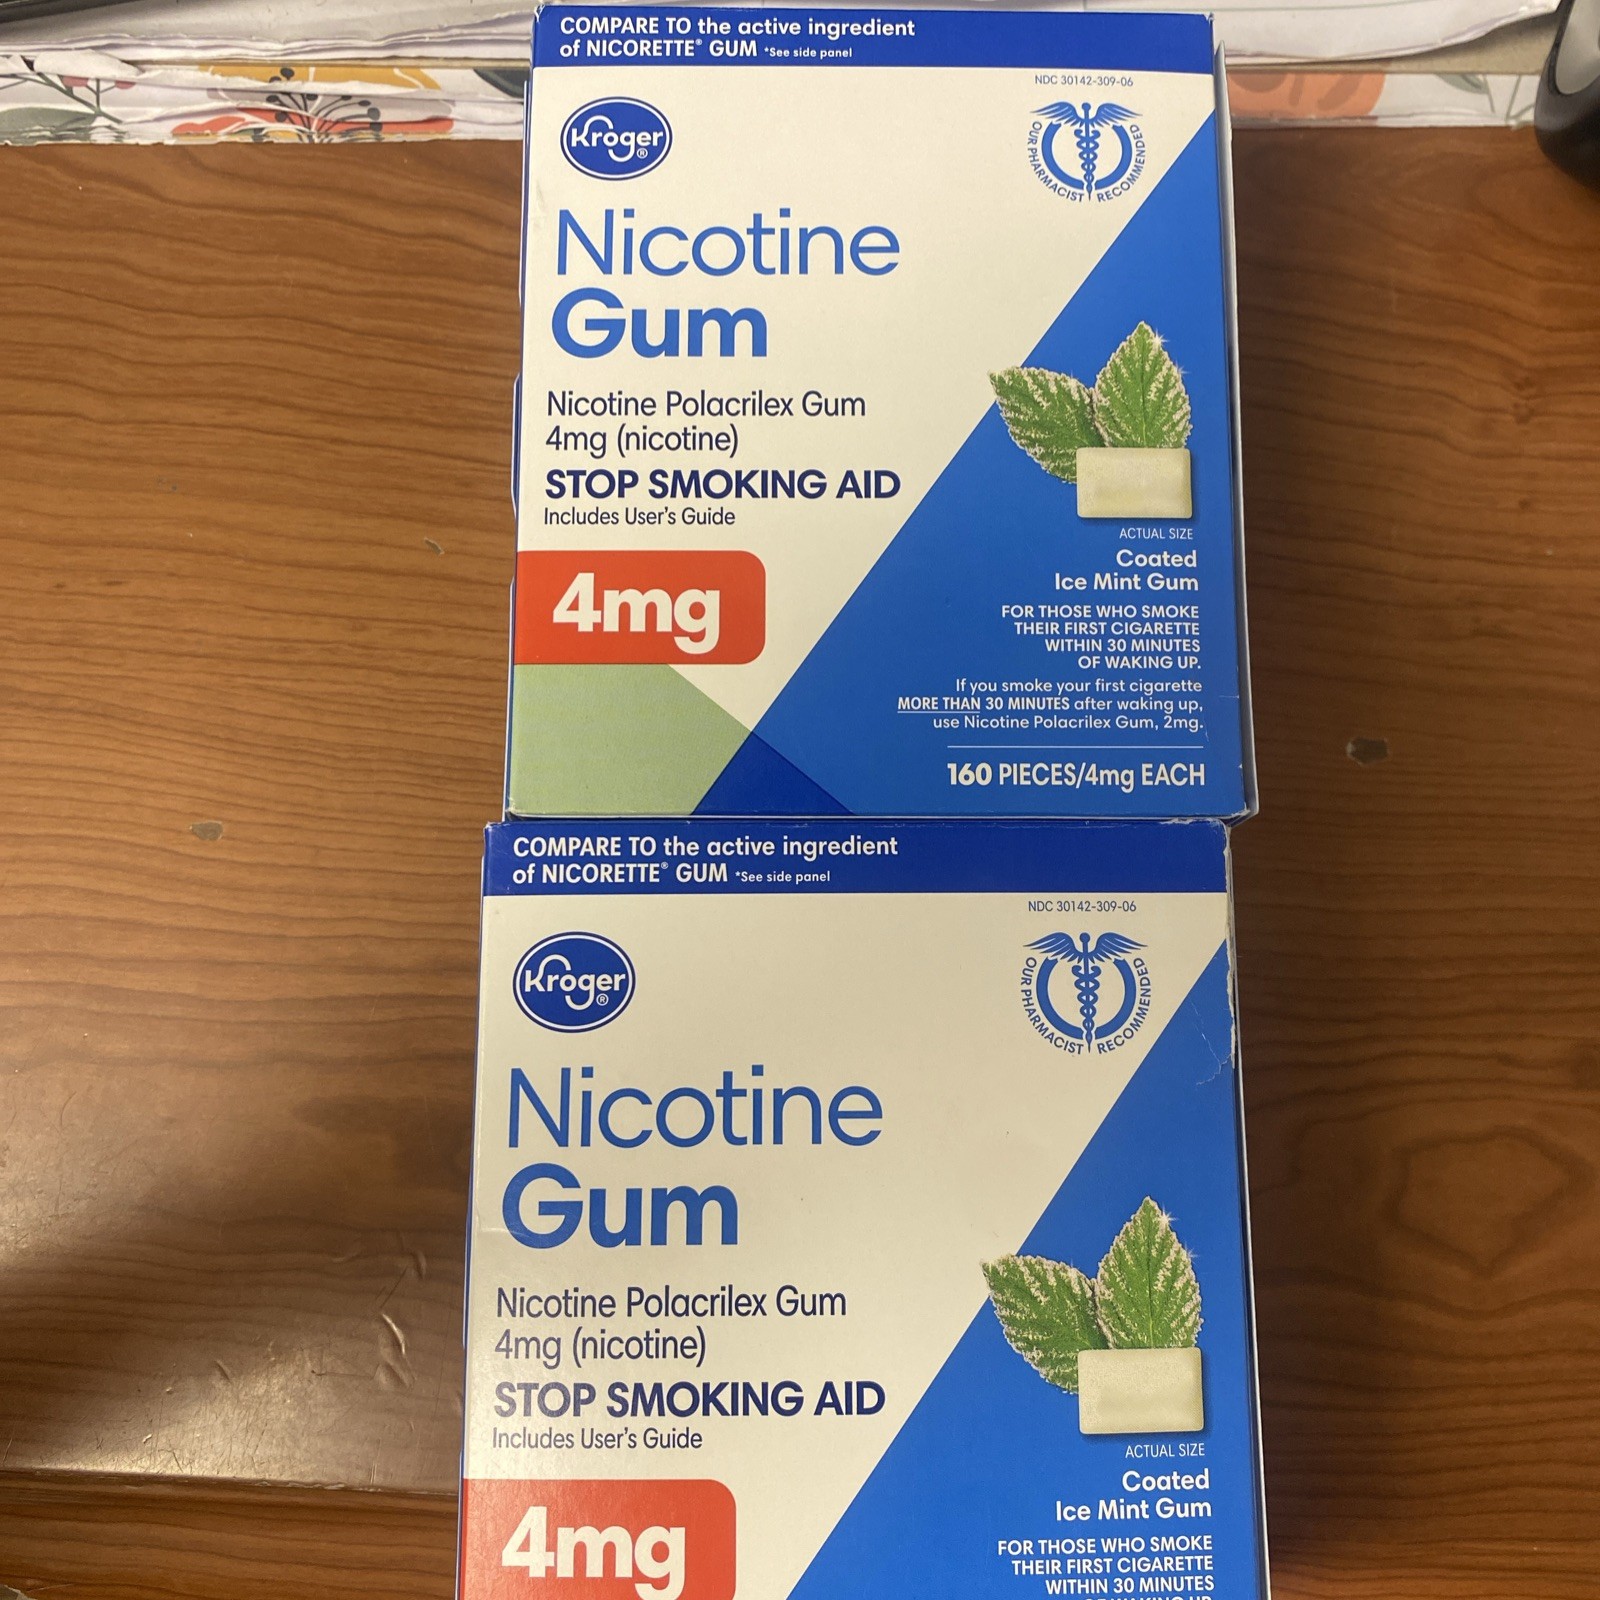 COMPARE TO the active ingredient
of NICORETTE® GUM *See side panel
NDC 30142-309-06
Kroger®
OUR PHARMACIST RECOMMENDED
Nicotine
Gum
Nicotine Polacrilex Gum
4mg (nicotine)
STOP SMOKING AID
Includes User's Guide
4mg
ACTUAL SIZE
Coated
Ice Mint Gum
FOR THOSE WHO SMOKE
THEIR FIRST CIGARETTE
WITHIN 30 MINUTES
OF WAKING UP.
If you smoke your first cigarette
MORE THAN 30 MINUTES after waking up,
use Nicotine Polacrilex Gum, 2mg.
160 PIECES/4mg EACH
COMPARE TO the active ingredient
of NICORETTE® GUM *See side panel
NDC 30142-309-06
Kroger®
OUR PHARMACIST RECOMMENDED
Nicotine
Gum
Nicotine Polacrilex Gum
4mg (nicotine)
STOP SMOKING AID
Includes User's Guide
4mg
ACTUAL SIZE
Coated
Ice Mint Gum
FOR THOSE WHO SMOKE
THEIR FIRST CIGARETTE
WITHIN 30 MINUTES